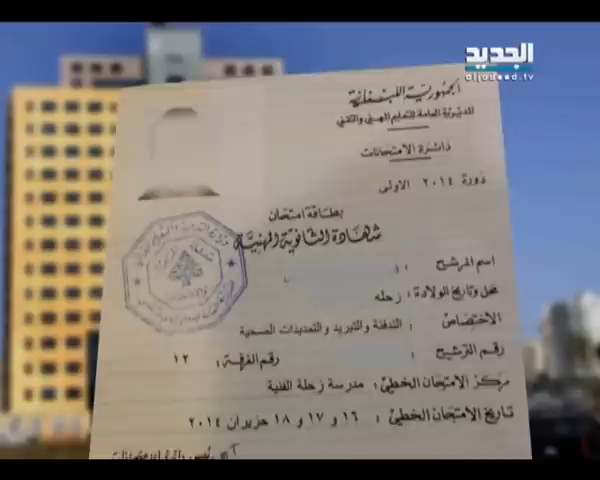 الجديد
aljadeed.tv
الجمهورية اللبنانية
المديرية العامة للتعليم المهني والتقني
دائرة الامتحانات
دورة ٢٠١٤ الاولى
بطاقة امتحان
شهادة الثانوية المهنية
اسم المرشح :
محل وتاريخ الولادة : زحله
الاختصاص : التدفئة والتبريد والتمديدات الصحية
رقم الترشيح : رقم الغرفة : ١٢
مركز الامتحان الخطي : مدرسة زحلة الفنية
تاريخ الامتحان الخطي : ١٦ و ١٧ و ١٨ حزيران ٢٠١٤